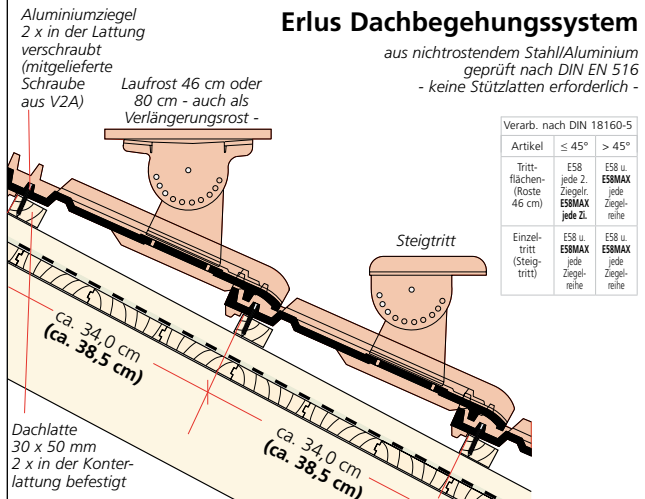 Aluminiumziegel
2 x in der Lattung
verschraubt
(mitgelieferte
Schraube
aus V2A)
Erlus Dachbegehungssystem
aus nichtrostendem Stahl/Aluminium
geprüft nach DIN EN 516
- keine Stützlatten erforderlich -
Laufrost 46 cm oder
80 cm - auch als
Verlängerungsrost -
Verarb. nach DIN 18160-5
Artikel ≤ 45° > 45°
Tritt- E58 E58 u.
flächen- jede 2. E58MAX
(Roste Ziegelr. jede
46 cm) E58MAX Ziegel-
jede Zi. reihe
Einzel- E58 u. E58 u.
tritt E58MAX E58MAX
(Steig- jede jede
tritt) Ziegel- Ziegel-
reihe reihe
Steigtritt
ca. 34,0 cm
(ca. 38,5 cm)
ca. 34,0 cm
(ca. 38,5 cm)
Dachlatte
30 x 50 mm
2 x in der Konter-
lattung befestigt